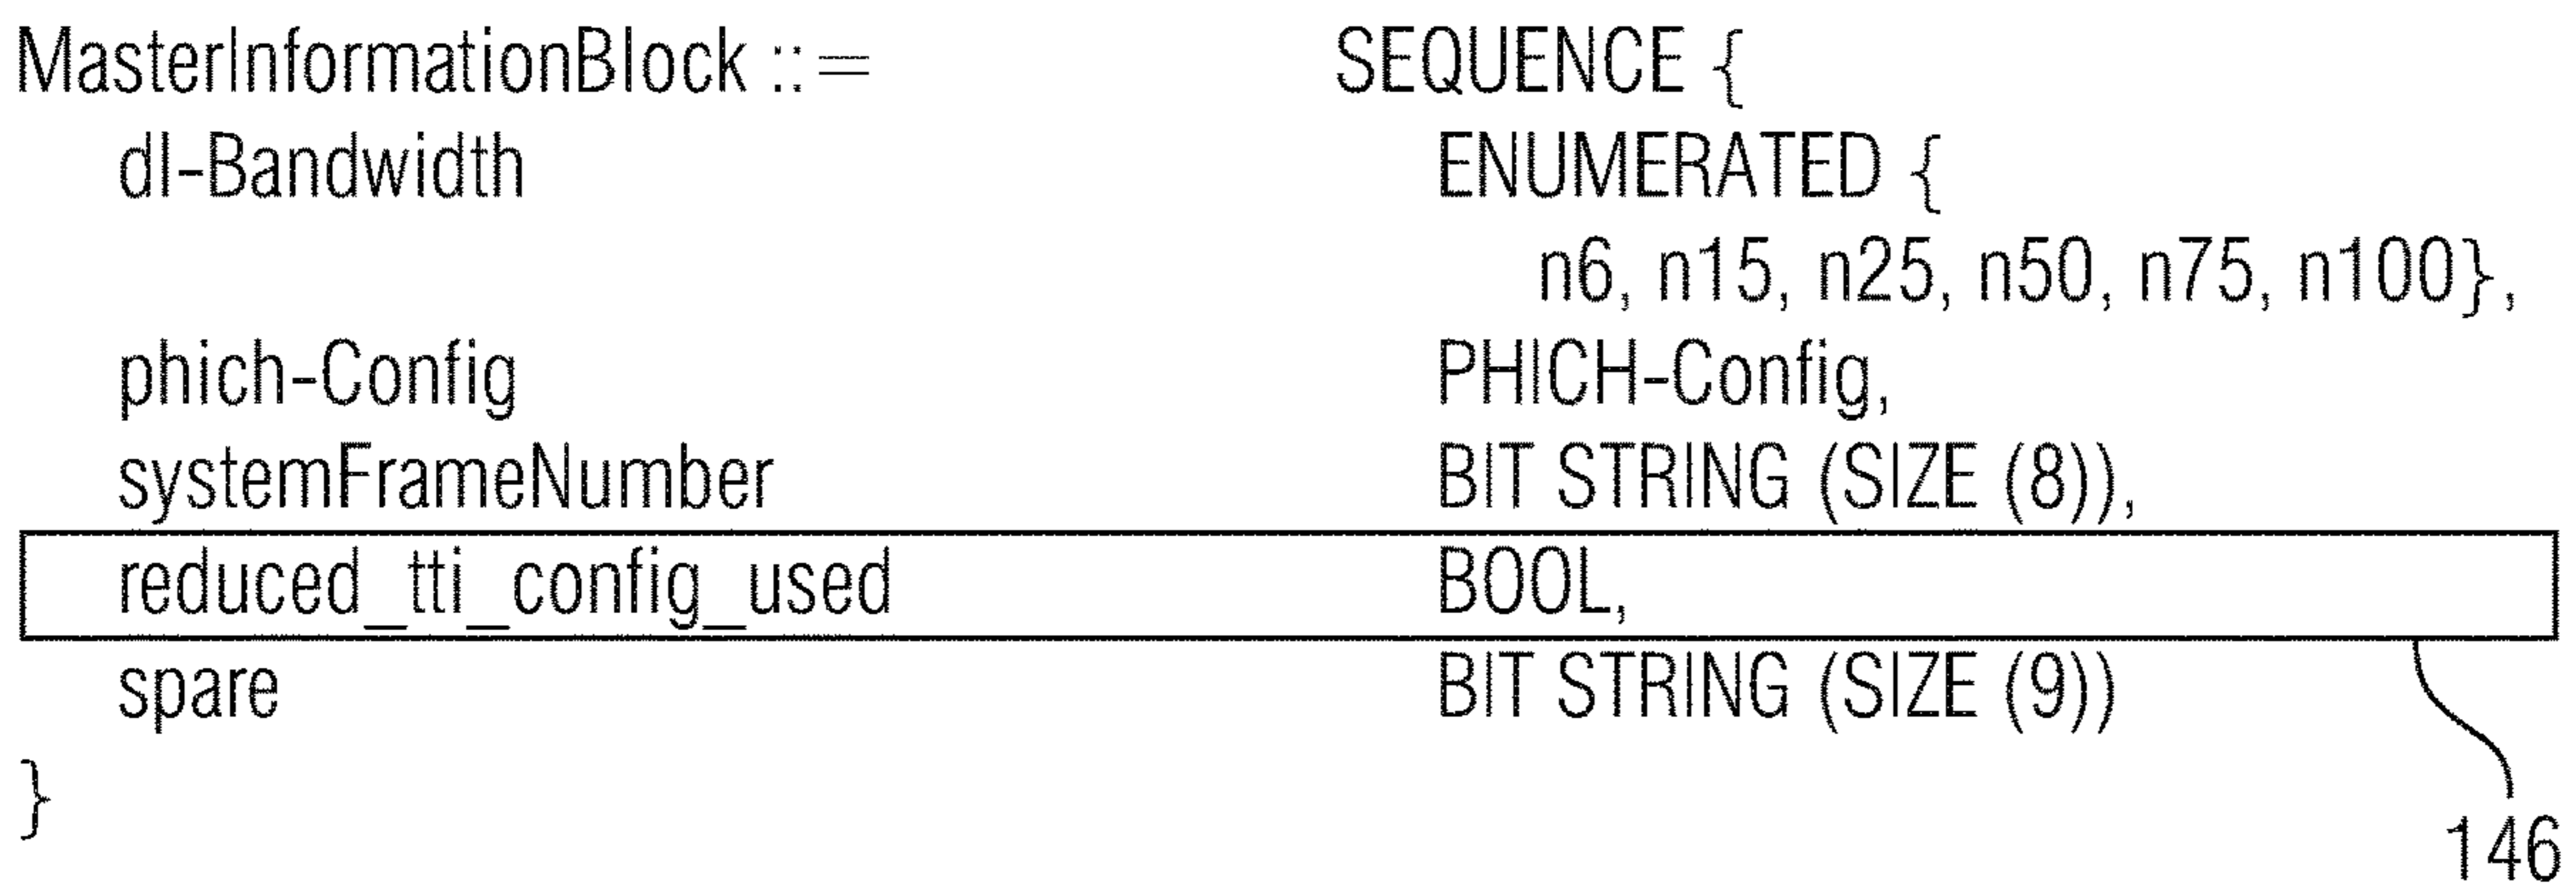 MasterInformationBlock ::= SEQUENCE {
dl-Bandwidth ENUMERATED {
n6, n15, n25, n50, n75, n100},
phich-Config PHICH-Config,
systemFrameNumber BIT STRING (SIZE (8)),
reduced_tti_config_used BOOL,
spare BIT STRING (SIZE (9))
}
146